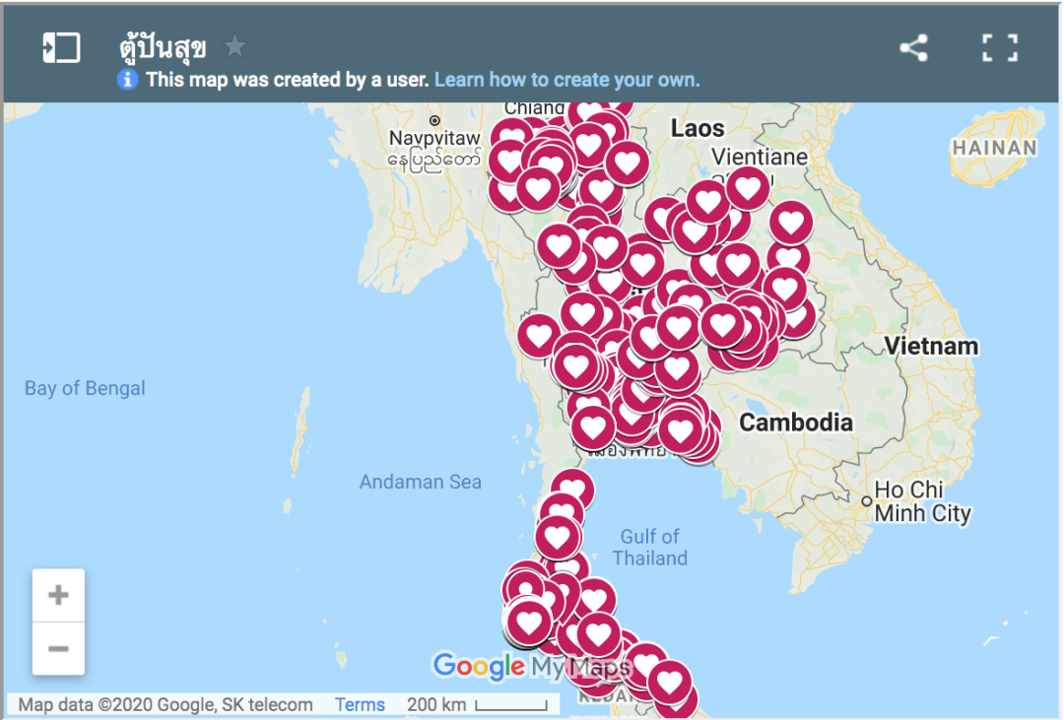 ตู้ปันสุข
This map was created by a user. Learn how to create your own.
Chiang
Naypyitaw
နေပြည်တော်
Laos
Vientiane
HAINAN
Vietnam
Bay of Bengal
Cambodia
Andaman Sea
Ho Chi
Minh City
Gulf of
Thailand
Google My Maps
KEDAH
Map data ©2020 Google, SK telecom
Terms
200 km